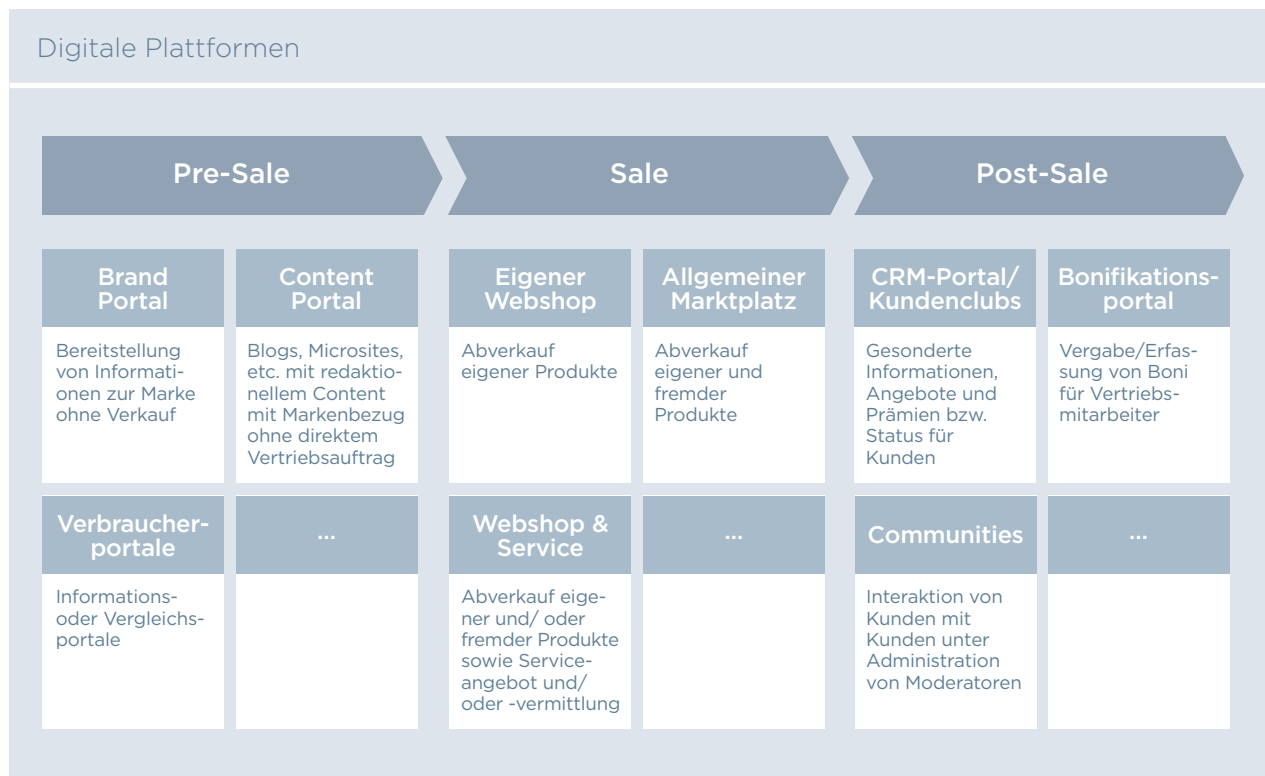 Digitale Plattformen
Pre-Sale
Sale
Post-Sale
Brand
Portal
Bereitstellung
von Informati-
onen zur Marke
ohne Verkauf
Content
Portal
Blogs, Microsites,
etc. mit redaktio-
nellem Content
mit Markenbezug
ohne direktem
Vertriebsauftrag
Eigener
Webshop
Abverkauf
eigener Produkte
Allgemeiner
Marktplatz
Abverkauf
eigener und
fremder
Produkte
CRM-Portal/
Kundenclubs
Gesonderte
Informationen,
Angebote und
Prämien bzw.
Status für
Kunden
Bonifikations-
portal
Vergabe/Erfas-
sung von Boni
für Vertriebs-
mitarbeiter
Verbraucher-
portale
Informations-
oder Vergleichs-
portale
...
Webshop &
Service
Abverkauf eige-
ner und/ oder
fremder Produkte
sowie Service-
angebot und/
oder -vermittlung
...
Communities
Interaktion von
Kunden mit
Kunden unter
Administration
von Moderatoren
...